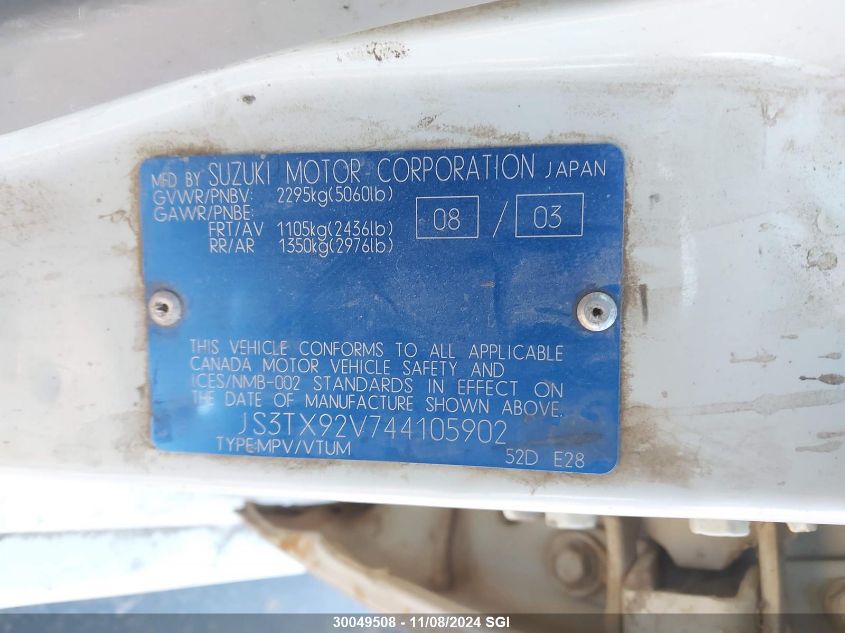 MFD BY SUZUKI MOTOR CORPORATION JAPAN
GVWR/PNBV: 2295kg(5060lb)
GAWR/PNBE:
FRT/AV 1105kg(2436lb)
RR/AR 1350kg(2976lb)
08 / 03
THIS VEHICLE CONFORMS TO ALL APPLICABLE
CANADA MOTOR VEHICLE SAFETY AND
ICES/NMB-002 STANDARDS IN EFFECT ON
THE DATE OF MANUFACTURE SHOWN ABOVE.
JS3TX92V744105902
TYPE:MPV/VTUM
52D E28
30049508 - 11/08/2024 SGI